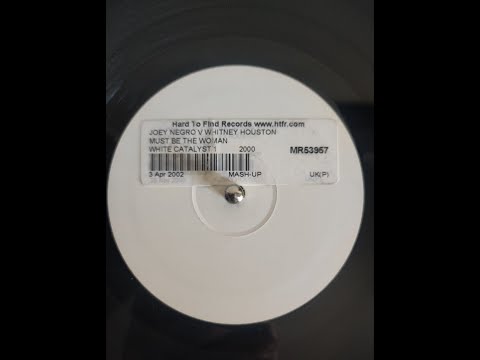 Hard To Find Records www.htfr.com
JOEY NEGRO V WHITNEY HOUSTON
MUST BE THE WOMAN
WHITE CATALYST 1 2000 MR53957
3 Apr 2002 MASH-UP UK(P)